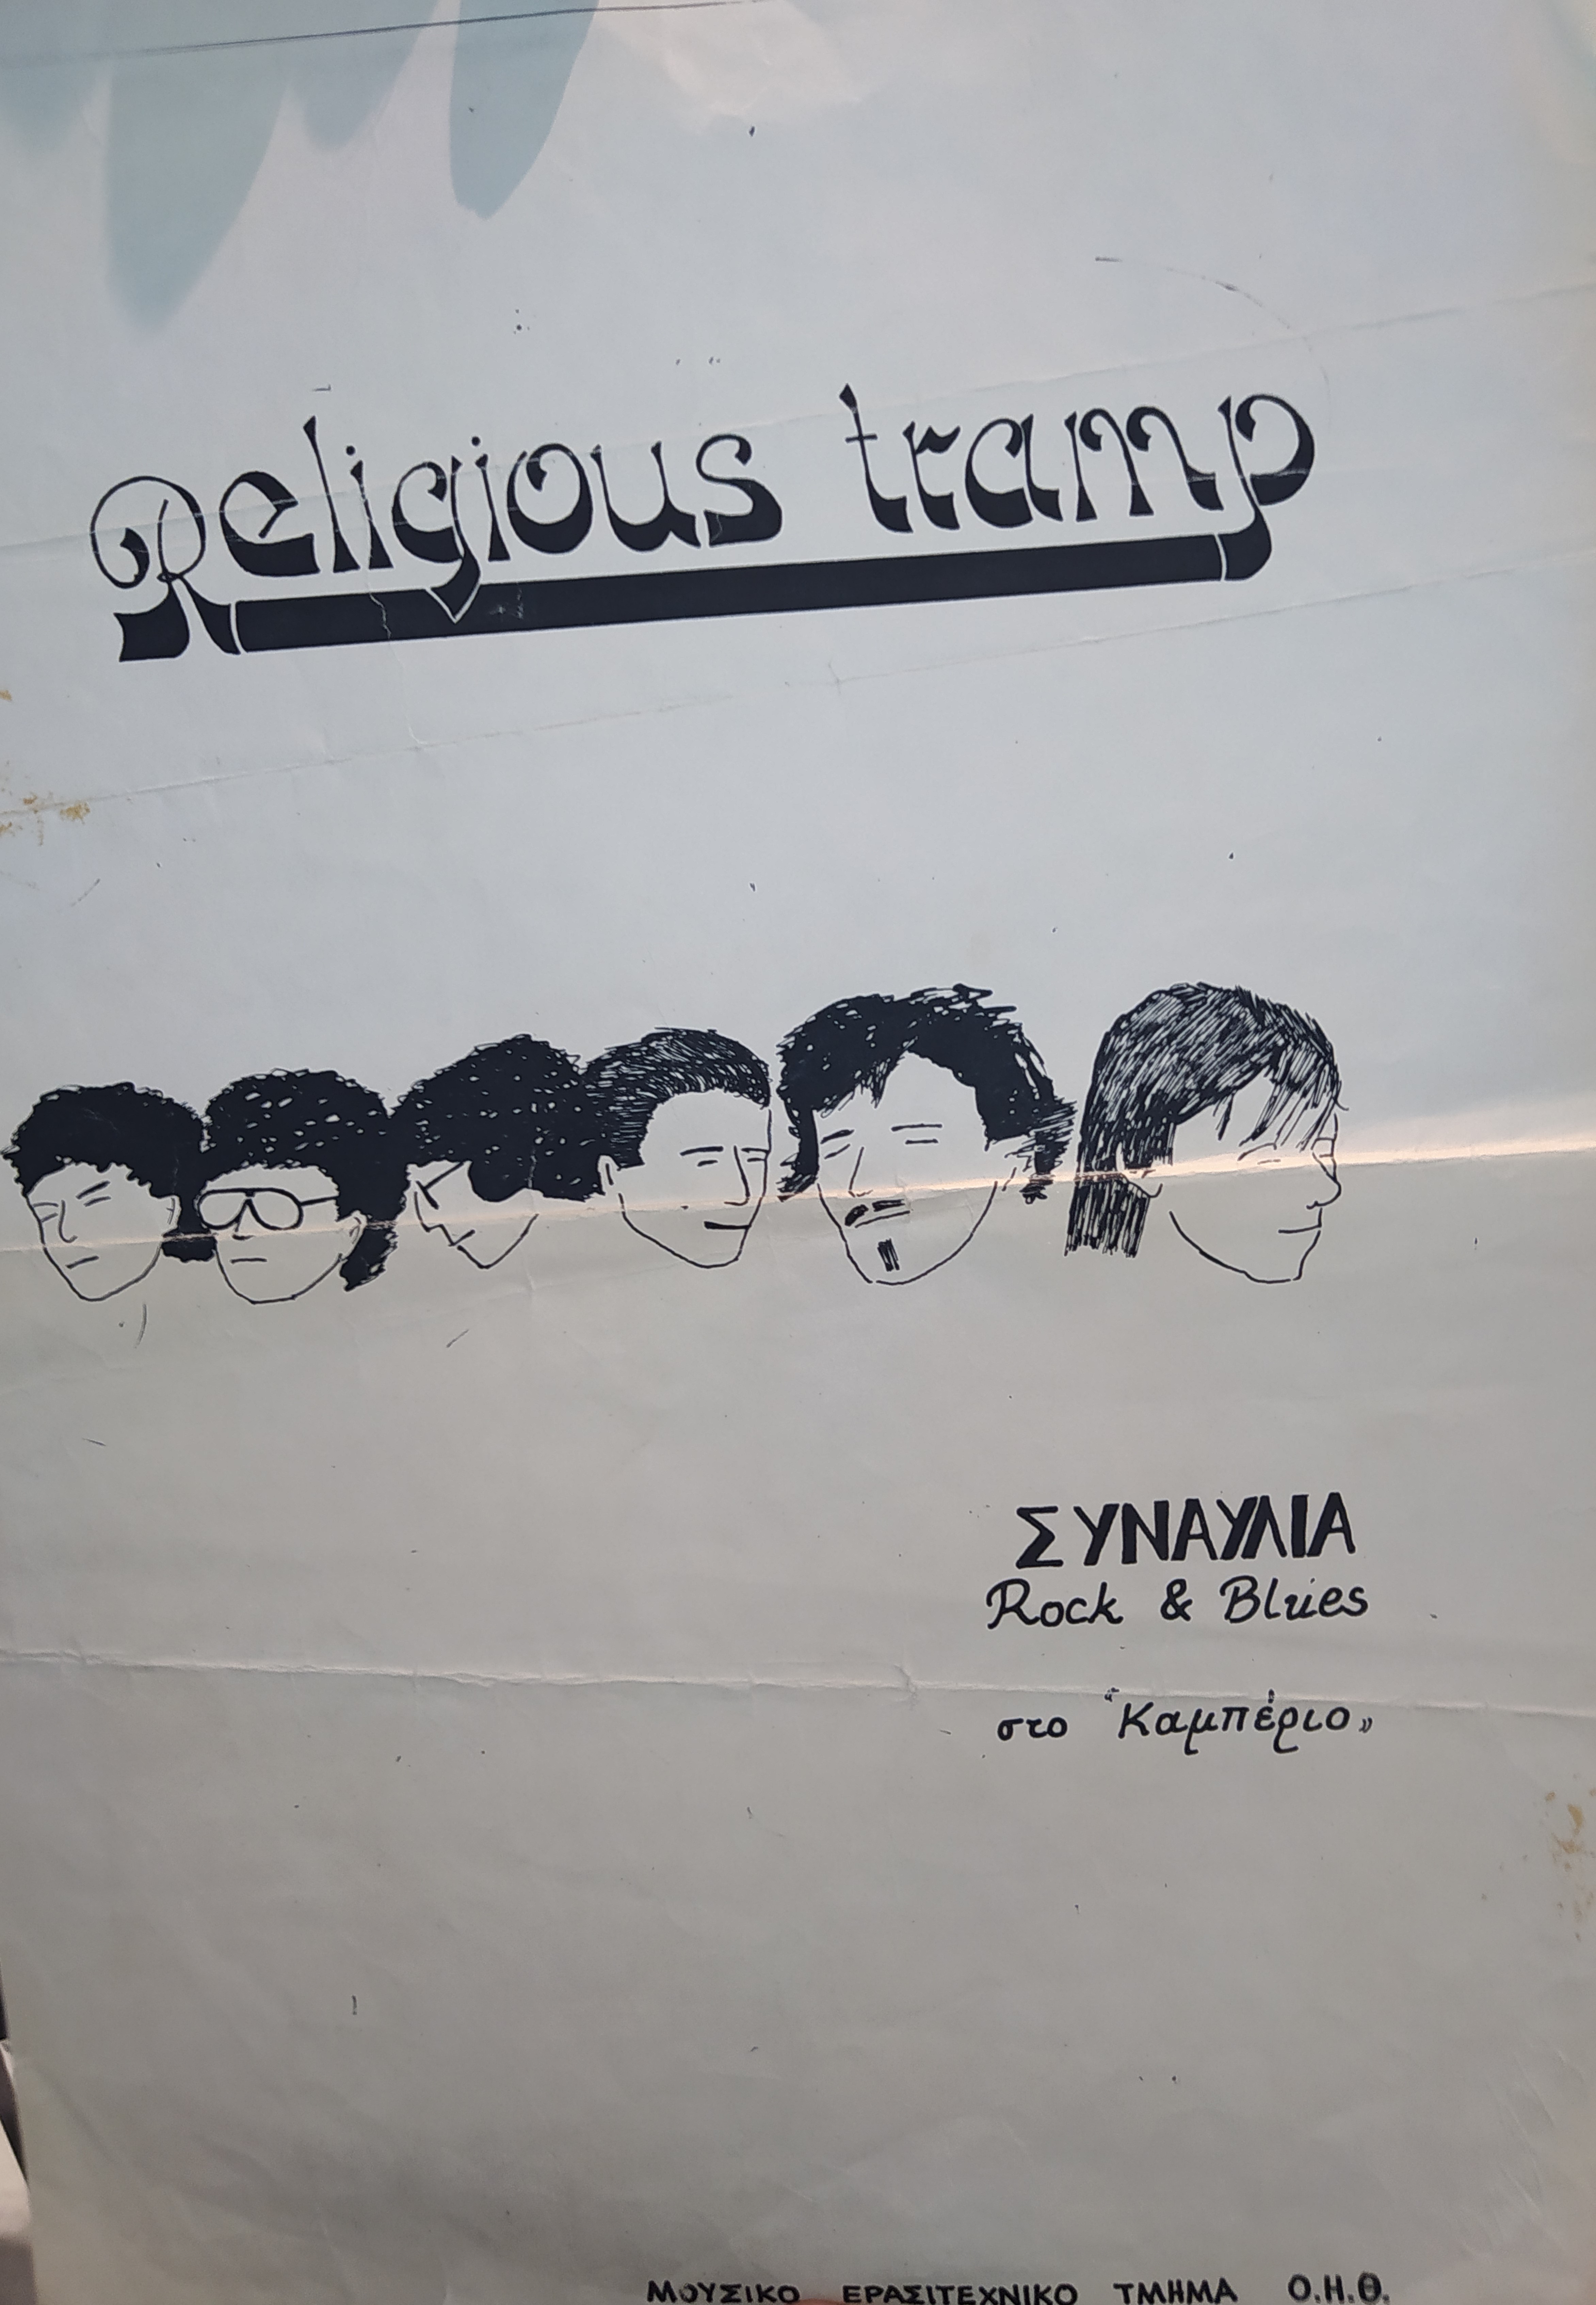 Religious tramp
ΣΥΝΑΥΛΙΑ
Rock & Blues
στο "Καμπέριο»
ΜΟΥΣΙΚΟ ΕΡΑΣΙΤΕΧΝΙΚΟ ΤΜΗΜΑ Ο.Η.Θ.